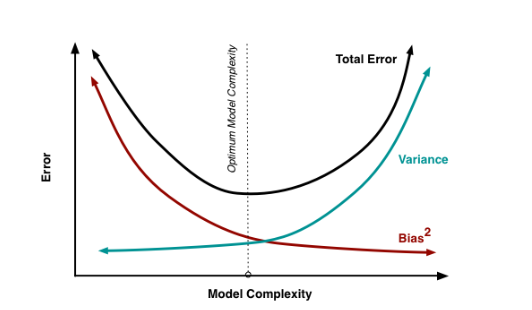 Total Error
Optimum Model Complexity
Variance
Error
Bias²
Model Complexity